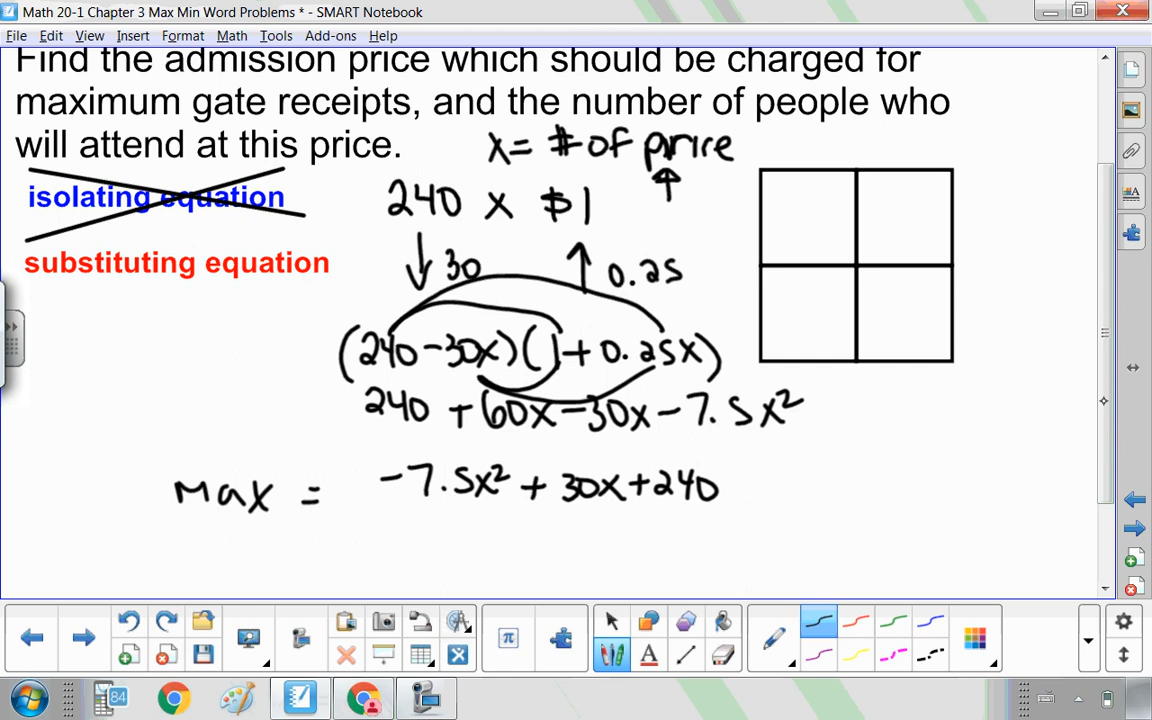 Math 20-1 Chapter 3 Max Min Word Problems * - SMART Notebook
File Edit View Insert Format Math Tools Add-ons Help
Find the admission price which should be charged for
maximum gate receipts, and the number of people who
will attend at this price.
x = # of price ↑
isolating equation
240 x $1
substituting equation
↓ 30 ↑ 0.25
(240-30x)(1+0.25x)
240 + 60x - 30x - 7.5x²
Max = -7.5x² + 30x + 240
π
A
84